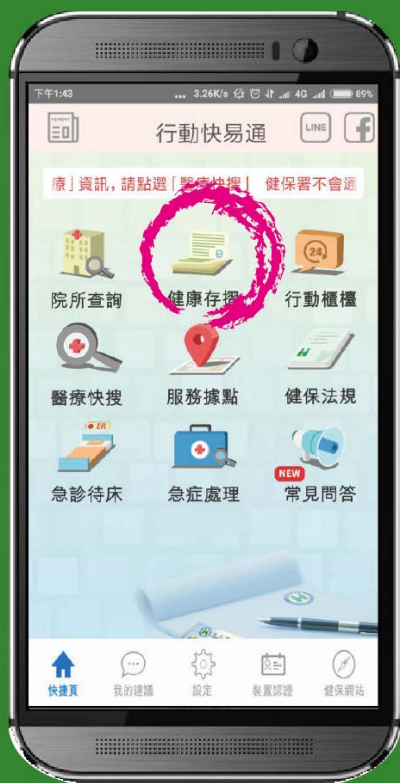 下午1:43
... 3.26K/s 4G 4G 89%
行動快易通
LINE
f
療」資訊,請點選「醫療快搜」 健保署不會通
院所查詢
健康存摺
24
行動櫃檯
醫療快搜
服務據點
健保法規
ER
急診待床
急症處理
NEW
常見問答
快捷頁
我的建議
設定
裝置認證
健保網站